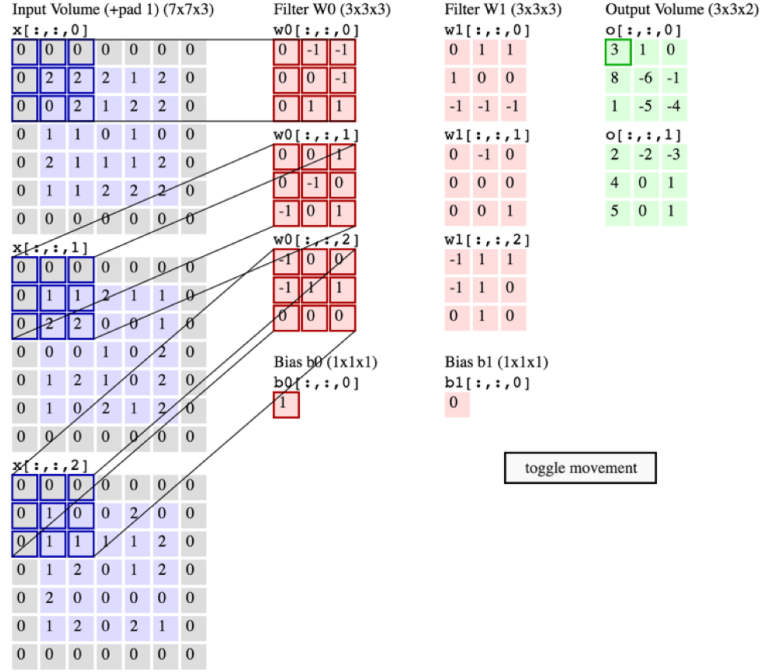 Input Volume (+pad 1) (7x7x3)
x[:,:,0]
0 0 0 0 0 0 0
0 2 2 2 1 2 0
0 0 2 1 2 2 0
0 1 1 0 1 0 0
0 2 1 1 1 2 0
0 1 1 2 2 2 0
0 0 0 0 0 0 0
x[:,:,1]
0 0 0 0 0 0 0
0 1 1 2 1 1 0
0 2 2 0 0 1 0
0 0 0 1 0 2 0
0 1 2 1 0 2 0
0 1 0 2 1 2 0
0 0 0 0 0 0 0
x[:,:,2]
0 0 0 0 0 0 0
0 1 0 0 2 0 0
0 1 1 1 1 2 0
0 1 2 0 1 2 0
0 2 0 0 0 0 0
0 1 2 0 2 1 0
0 0 0 0 0 0 0
Filter W0 (3x3x3)
w0[:,:,0]
0 -1 -1
0 0 -1
0 1 1
w0[:,:,1]
0 0 1
0 -1 0
-1 0 1
w0[:,:,2]
-1 0 0
-1 1 1
0 0 0
Bias b0 (1x1x1)
b0[:,:,0]
1
Filter W1 (3x3x3)
w1[:,:,0]
0 1 1
1 0 0
-1 -1 -1
w1[:,:,1]
0 -1 0
0 0 0
0 0 1
w1[:,:,2]
-1 1 1
-1 1 0
0 1 0
Bias b1 (1x1x1)
b1[:,:,0]
0
Output Volume (3x3x2)
o[:,:,0]
3 1 0
8 -6 -1
1 -5 -4
o[:,:,1]
2 -2 -3
4 0 1
5 0 1
toggle movement